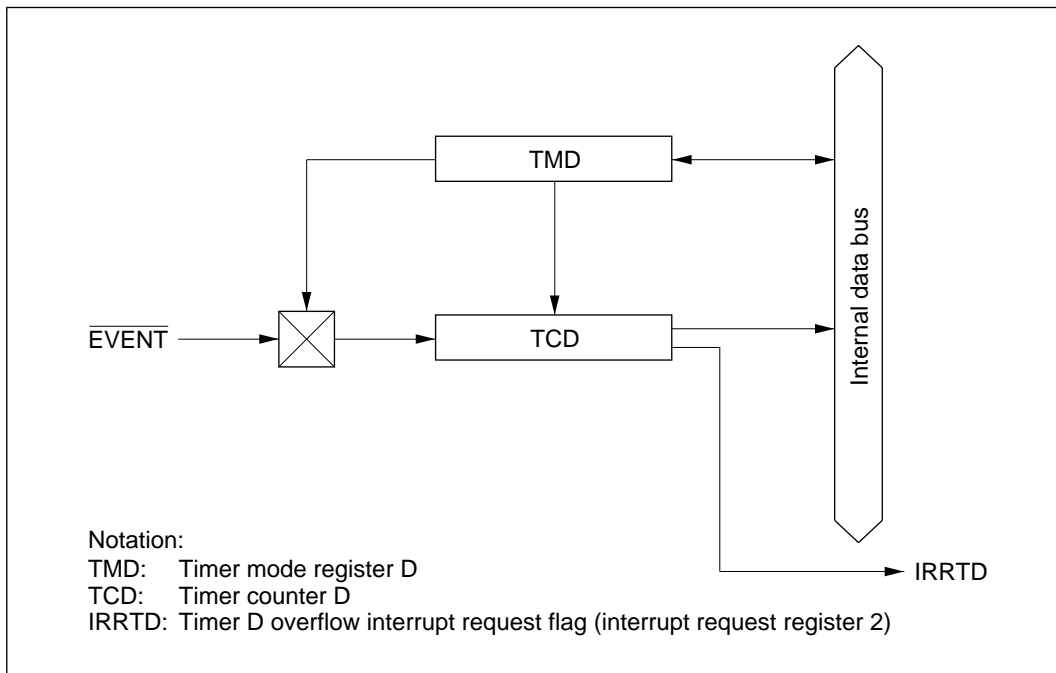 TMD
EVENT
TCD
Internal data bus
IRRTD
Notation:
TMD: Timer mode register D
TCD: Timer counter D
IRRTD: Timer D overflow interrupt request flag (interrupt request register 2)